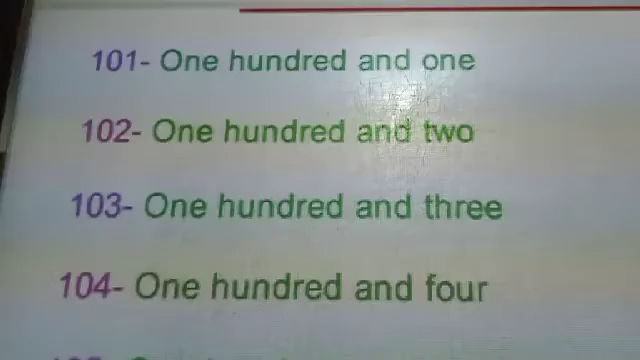 101- One hundred and one
102- One hundred and two
103- One hundred and three
104- One hundred and four